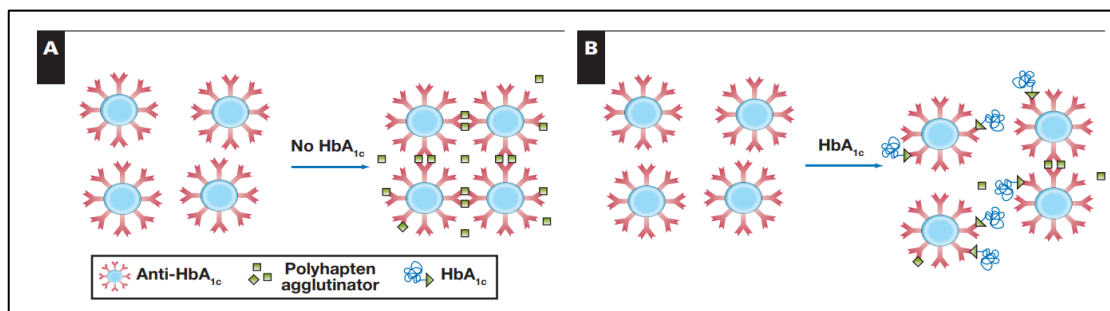 A
B
No HbA1c
HbA1c
Anti-HbA1c
Polyhapten
agglutinator
HbA1c